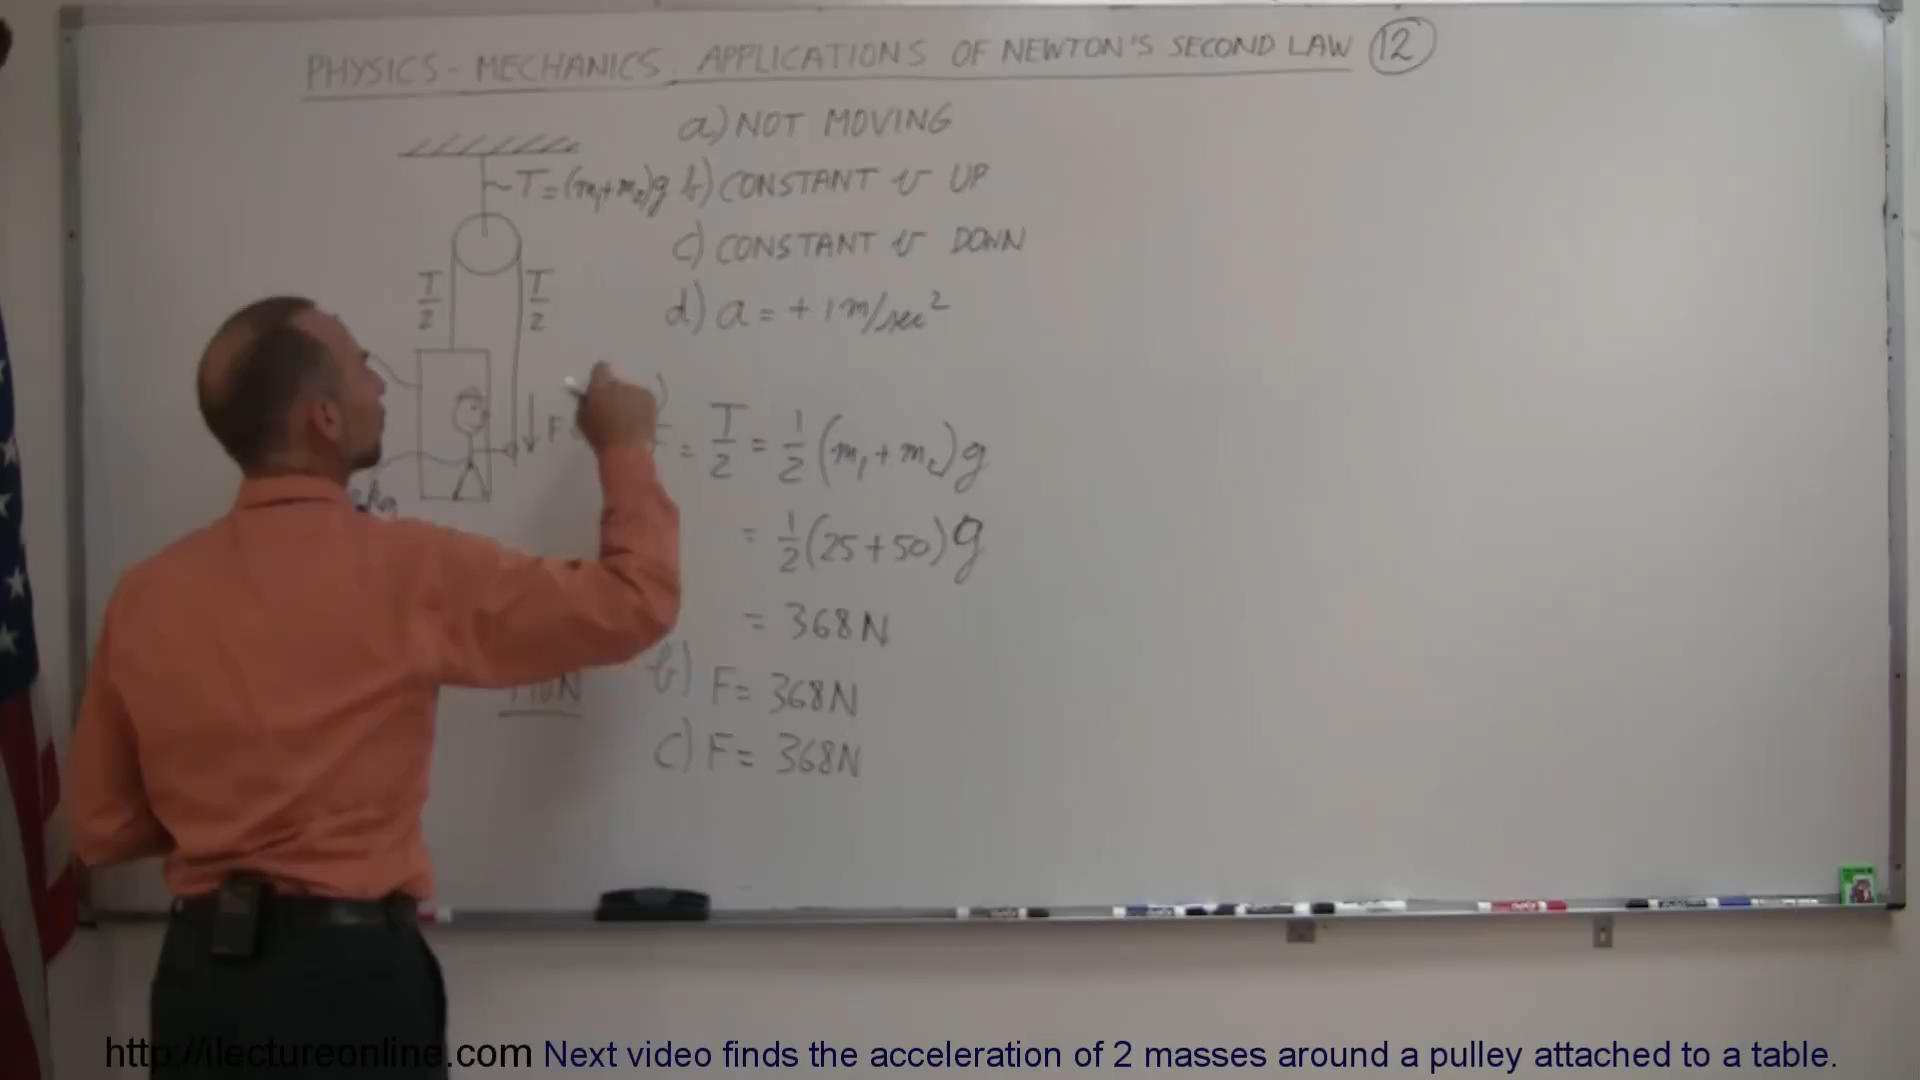 PHYSICS - MECHANICS. APPLICATIONS OF NEWTON'S SECOND LAW 12
a) NOT MOVING
T = (m₁+m₂)g b) CONSTANT v UP
c) CONSTANT v DOWN
T/2 T/2
d) a = + 1 m/sec²
F
= T/2 = 1/2 (m₁ + m₂) g
= 1/2 (25 + 50) g
= 368 N
b) F = 368 N
c) F = 368 N
http://ilectureonline.com Next video finds the acceleration of 2 masses around a pulley attached to a table.